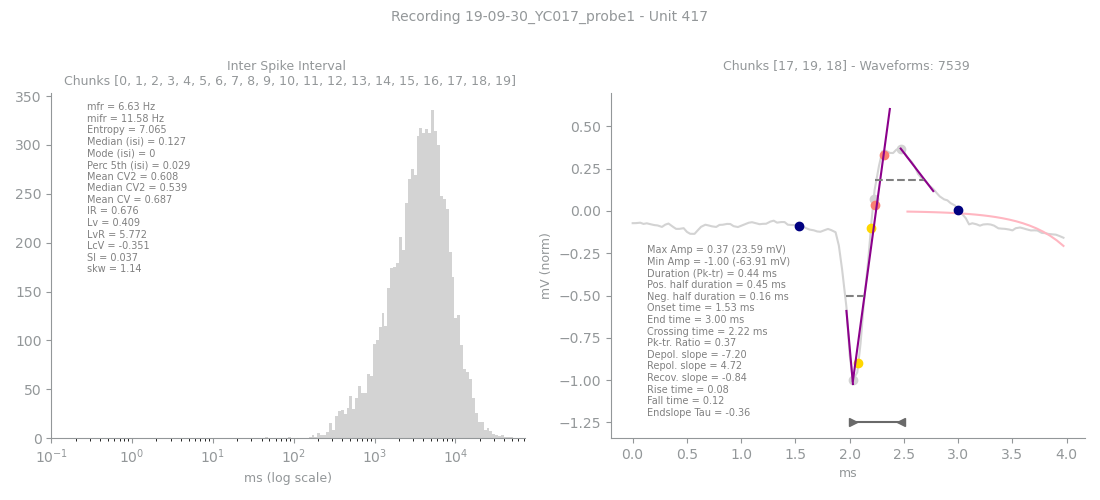 Recording 19-09-30_YC017_probe1 - Unit 417
Inter Spike Interval
Chunks [0, 1, 2, 3, 4, 5, 6, 7, 8, 9, 10, 11, 12, 13, 14, 15, 16, 17, 18, 19]
350
300
250
200
150
100
50
0
mfr = 6.63 Hz
mifr = 11.58 Hz
Entropy = 7.065
Median (isi) = 0.127
Mode (isi) = 0
Perc 5th (isi) = 0.029
Mean CV2 = 0.608
Median CV2 = 0.539
Mean CV = 0.687
IR = 0.676
Lv = 0.409
LvR = 5.772
LcV = -0.351
SI = 0.037
skw = 1.14
10⁻¹ 10⁰ 10¹ 10² 10³ 10⁴
ms (log scale)
Chunks [17, 19, 18] - Waveforms: 7539
mV (norm)
0.50
0.25
0.00
−0.25
−0.50
−0.75
−1.00
−1.25
Max Amp = 0.37 (23.59 mV)
Min Amp = -1.00 (-63.91 mV)
Duration (Pk-tr) = 0.44 ms
Pos. half duration = 0.45 ms
Neg. half duration = 0.16 ms
Onset time = 1.53 ms
End time = 3.00 ms
Crossing time = 2.22 ms
Pk-tr. Ratio = 0.37
Depol. slope = -7.20
Repol. slope = 4.72
Recov. slope = -0.84
Rise time = 0.08
Fall time = 0.12
Endslope Tau = -0.36
0.0 0.5 1.0 1.5 2.0 2.5 3.0 3.5 4.0
ms